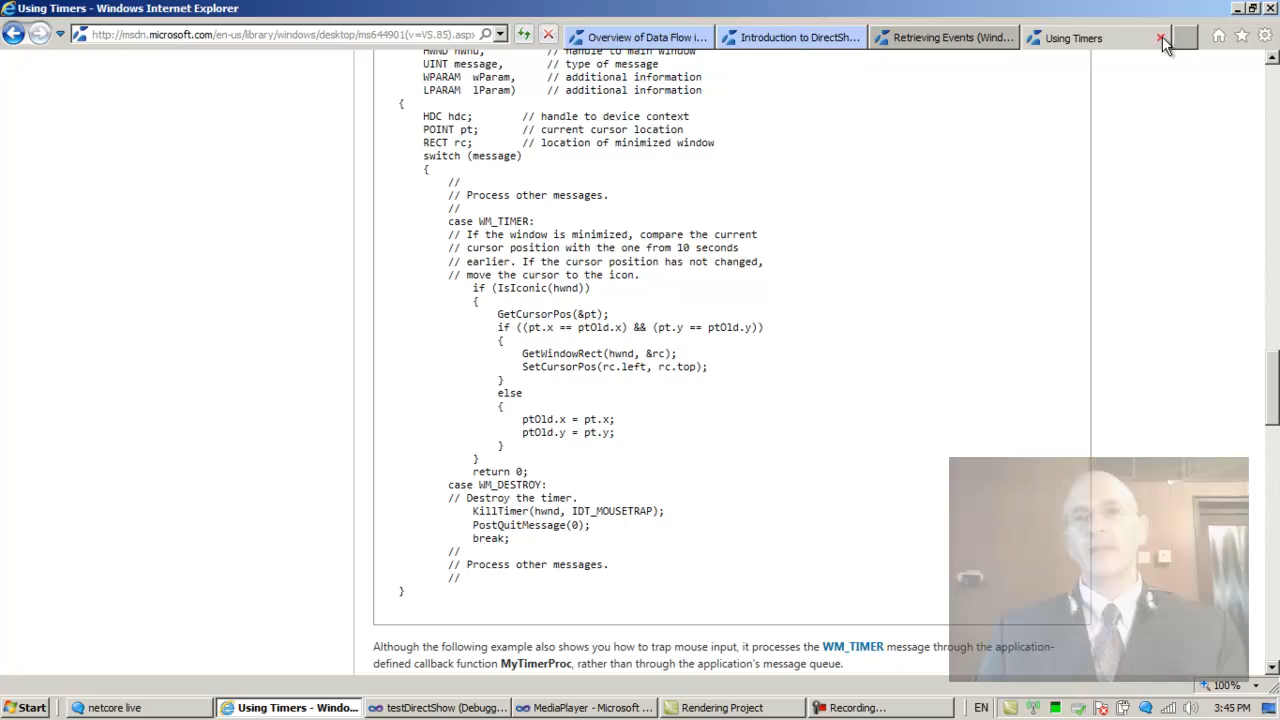 Using Timers - Windows Internet Explorer
http://msdn.microsoft.com/en-us/library/windows/desktop/ms644901(v=VS.85).aspx
Overview of Data Flow i...
Introduction to DirectSh...
Retrieving Events (Wind...
Using Timers
HWND hwnd, // handle to main window
UINT message, // type of message
WPARAM wParam, // additional information
LPARAM lParam) // additional information
{
HDC hdc; // handle to device context
POINT pt; // current cursor location
RECT rc; // location of minimized window
switch (message)
{
//
// Process other messages.
//
case WM_TIMER:
// If the window is minimized, compare the current
// cursor position with the one from 10 seconds
// earlier. If the cursor position has not changed,
// move the cursor to the icon.
if (IsIconic(hwnd))
{
GetCursorPos(&pt);
if ((pt.x == ptOld.x) && (pt.y == ptOld.y))
{
GetWindowRect(hwnd, &rc);
SetCursorPos(rc.left, rc.top);
}
else
{
ptOld.x = pt.x;
ptOld.y = pt.y;
}
}
return 0;
case WM_DESTROY:
// Destroy the timer.
KillTimer(hwnd, IDT_MOUSETRAP);
PostQuitMessage(0);
break;
//
// Process other messages.
//
}
Although the following example also shows you how to trap mouse input, it processes the WM_TIMER message through the application-
defined callback function MyTimerProc, rather than through the application's message queue.
100%
Start
netcore live
Using Timers - Windo...
testDirectShow (Debugg...
MediaPlayer - Microsoft ...
Rendering Project
Recording...
EN
3:45 PM